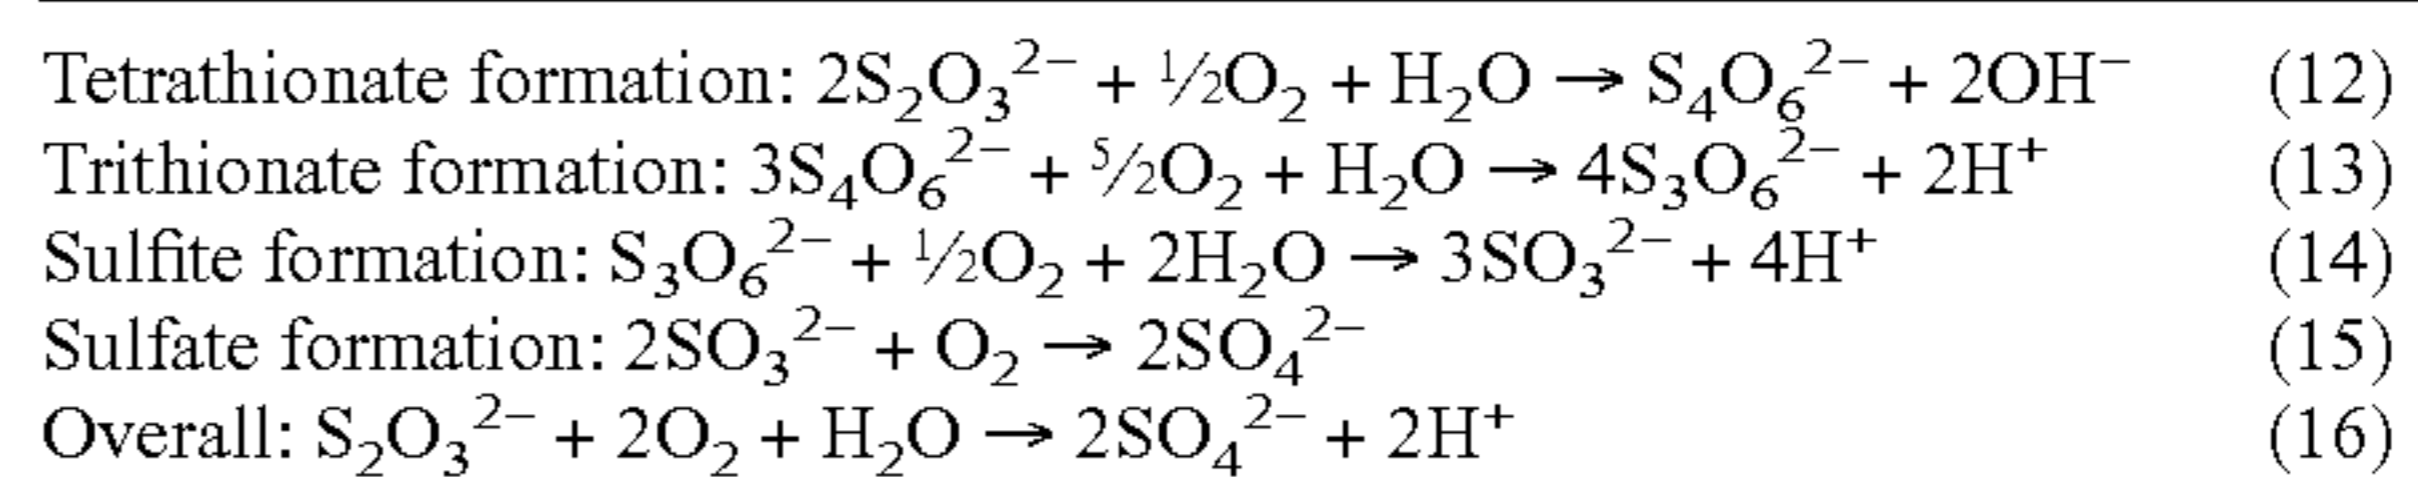 Tetrathionate formation: 2S₂O₃²⁻ + ½O₂ + H₂O → S₄O₆²⁻ + 2OH⁻ (12)
Trithionate formation: 3S₄O₆²⁻ + ⁵⁄₂O₂ + H₂O → 4S₃O₆²⁻ + 2H⁺ (13)
Sulfite formation: S₃O₆²⁻ + ½O₂ + 2H₂O → 3SO₃²⁻ + 4H⁺ (14)
Sulfate formation: 2SO₃²⁻ + O₂ → 2SO₄²⁻ (15)
Overall: S₂O₃²⁻ + 2O₂ + H₂O → 2SO₄²⁻ + 2H⁺ (16)